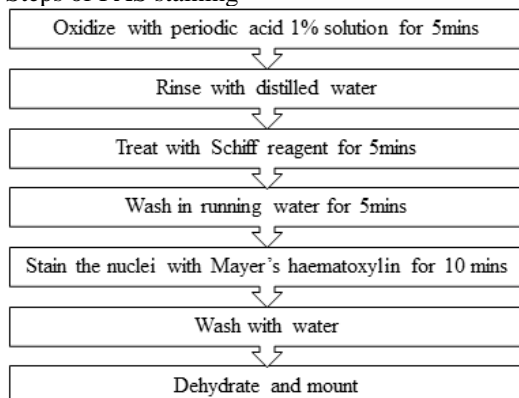 Steps of PAS staining
Oxidize with periodic acid 1% solution for 5mins
Rinse with distilled water
Treat with Schiff reagent for 5mins
Wash in running water for 5mins
Stain the nuclei with Mayer's haematoxylin for 10 mins
Wash with water
Dehydrate and mount